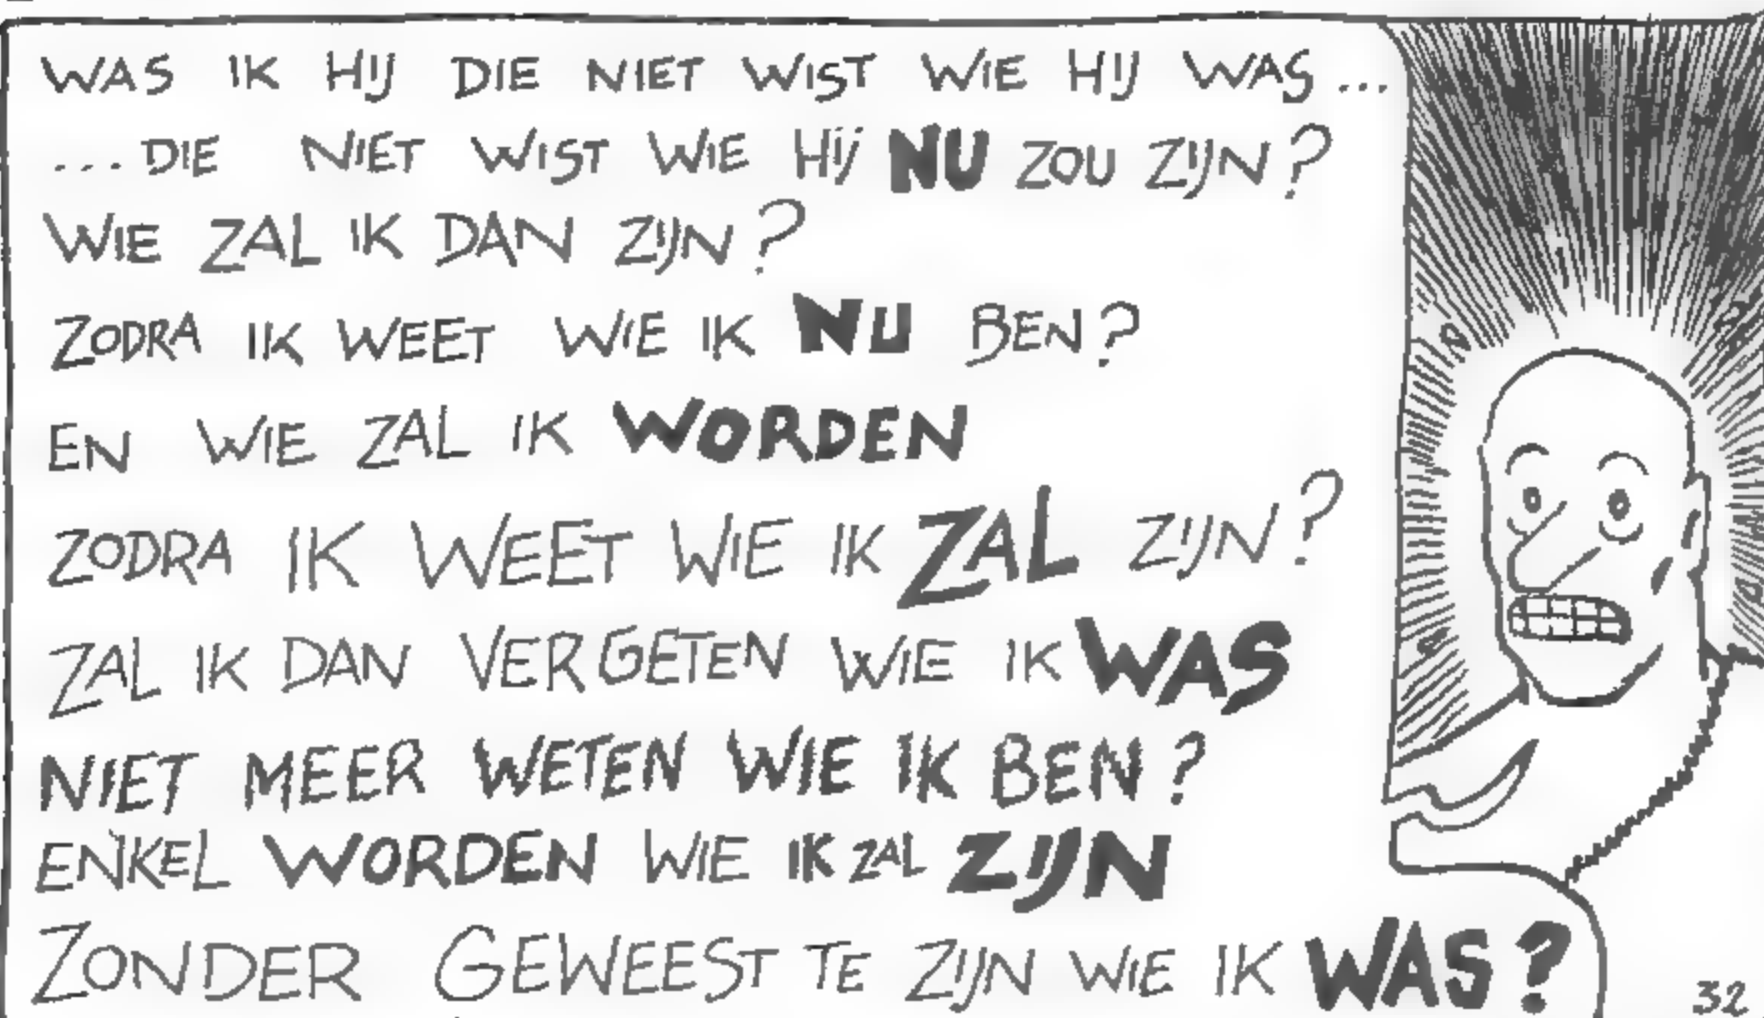 WAS IK HIJ DIE NIET WIST WIE HIJ WAS...
...DIE NIET WIST WIE HIJ NU ZOU ZIJN?
WIE ZAL IK DAN ZIJN?
ZODRA IK WEET WIE IK NU BEN?
EN WIE ZAL IK WORDEN
ZODRA IK WEET WIE IK ZAL ZIJN?
ZAL IK DAN VERGETEN WIE IK WAS
NIET MEER WETEN WIE IK BEN?
ENKEL WORDEN WIE IK ZAL ZIJN
ZONDER GEWEEST TE ZIJN WIE IK WAS?
32